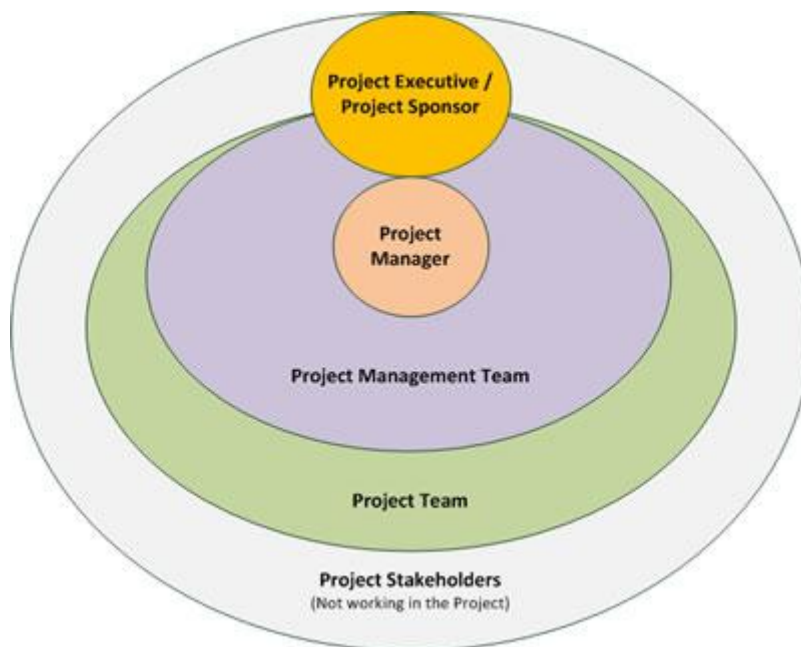 Project Executive /
Project Sponsor
Project
Manager
Project Management Team
Project Team
Project Stakeholders
(Not working in the Project)